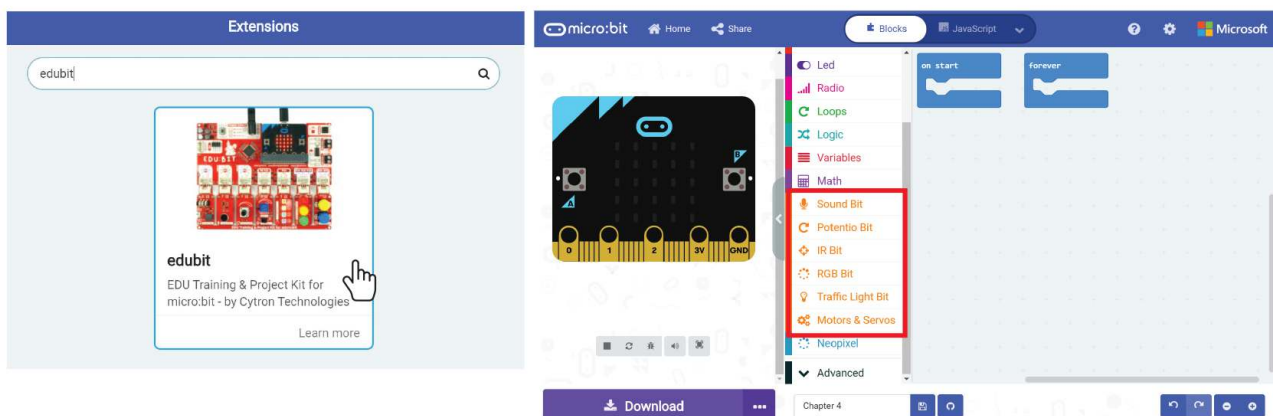 Extensions
edubit
EDU BIT
edubit
EDU Training & Project Kit for
micro:bit - by Cytron Technologies
Learn more
micro:bit
Home
Share
Blocks
JavaScript
Microsoft
Led
Radio
Loops
Logic
Variables
Math
Sound Bit
Potentio Bit
IR Bit
RGB Bit
Traffic Light Bit
Motors & Servos
Neopixel
Advanced
on start
forever
A
B
0 1 2 3V GND
Download
Chapter 4